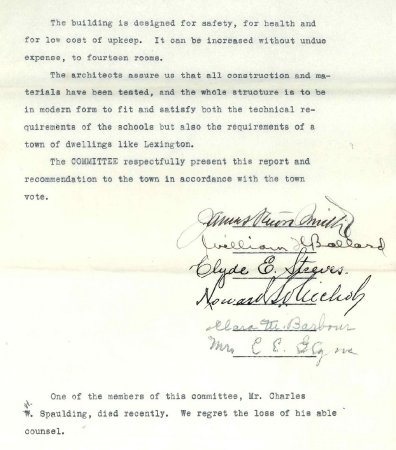 The building is designed for safety, for health and
for low cost of upkeep. It can be increased without undue
expense, to fourteen rooms.
The architects assure us that all construction and ma-
terials have been tested, and the whole structure is to be
in modern form to fit and satisfy both the technical re-
quirements of the schools but also the requirements of a
town of dwellings like Lexington.
The COMMITTEE respectfully present this report and
recommendation to the town in accordance with the town
vote.
James Smith
William Ballard
Clyde E. Steeves.
Howard S. O. Nichols
Clara M. Barbour
Mrs C E
One of the members of this committee, Mr. Charles
H. Spaulding, died recently. We regret the loss of his able
counsel.